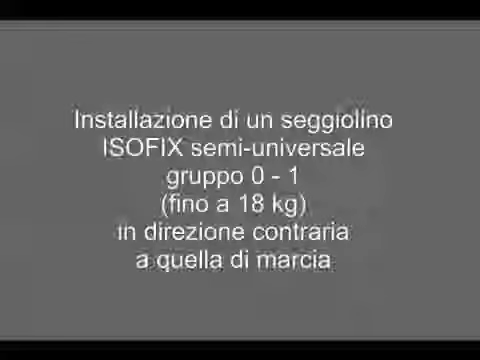 Installazione di un seggiolino
ISOFIX semi-universale
gruppo 0 - 1
(fino a 18 kg)
in direzione contraria
a quella di marcia